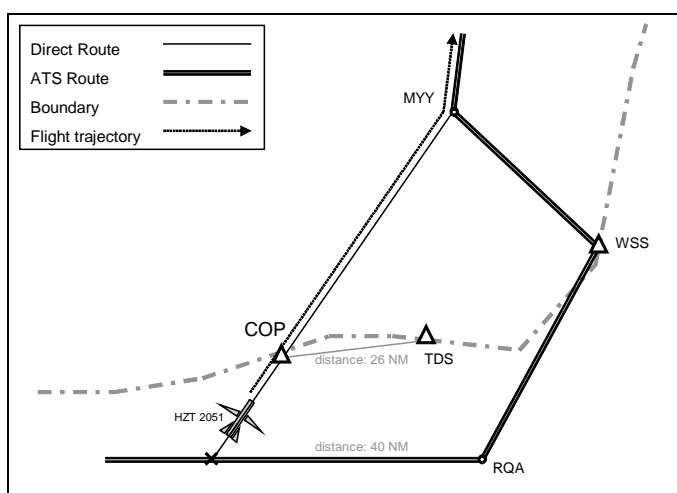 Direct Route
ATS Route
Boundary
Flight trajectory
MYY
WSS
COP
TDS
distance: 26 NM
HZT 2051
distance: 40 NM
RQA